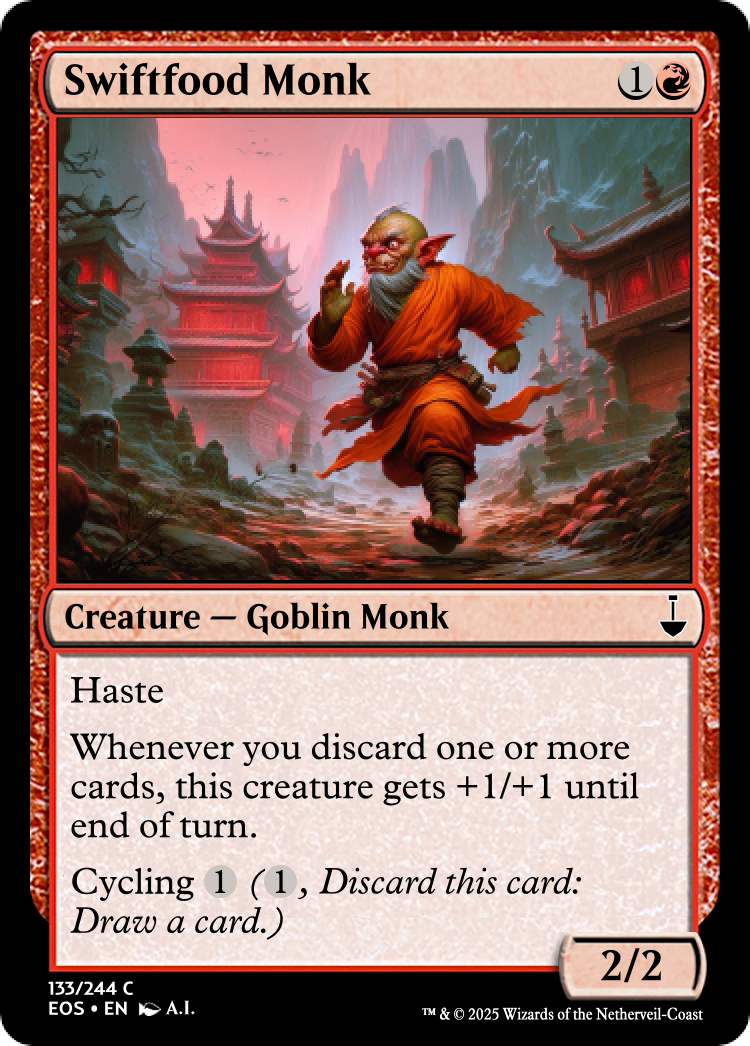 Swiftfood Monk 1
Creature — Goblin Monk
Haste
Whenever you discard one or more
cards, this creature gets +1/+1 until
end of turn.
Cycling 1 (1, Discard this card:
Draw a card.)
2/2
133/244 C
EOS • EN A.I.
™ & © 2025 Wizards of the Netherveil-Coast